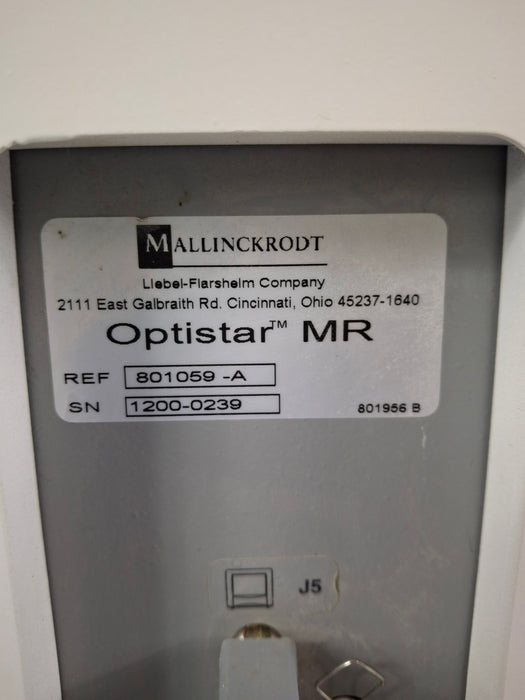 MALLINCKRODT
Liebel-Flarsheim Company
2111 East Galbraith Rd. Cincinnati, Ohio 45237-1640
Optistar™ MR
REF 801059 -A
SN 1200-0239
801956 B
J5